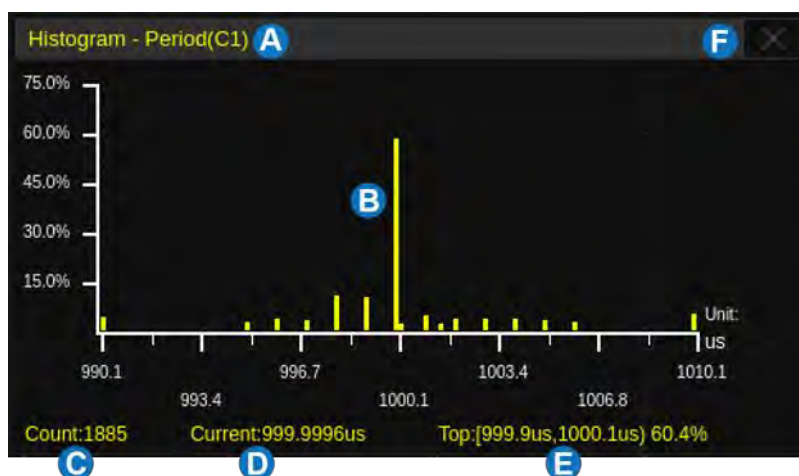 Histogram - Period(C1) A F
75.0%
60.0%
45.0%
30.0%
15.0%
B
Unit:
us
990.1 996.7 1003.4 1010.1
993.4 1000.1 1006.8
Count:1885 Current:999.9996us Top:[999.9us,1000.1us) 60.4%
C D E